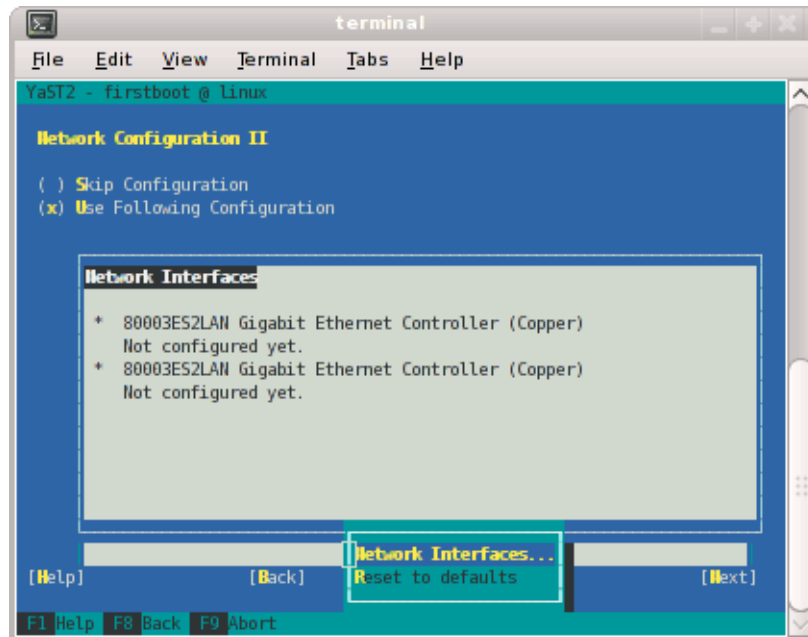 terminal
File Edit View Terminal Tabs Help
YaST2 - firstboot @ linux
Network Configuration II
( ) Skip Configuration
(x) Use Following Configuration
Network Interfaces
* 80003ES2LAN Gigabit Ethernet Controller (Copper)
Not configured yet.
* 80003ES2LAN Gigabit Ethernet Controller (Copper)
Not configured yet.
Network Interfaces...
[Help] [Back] Reset to defaults [Next]
F1 Help F8 Back F9 Abort